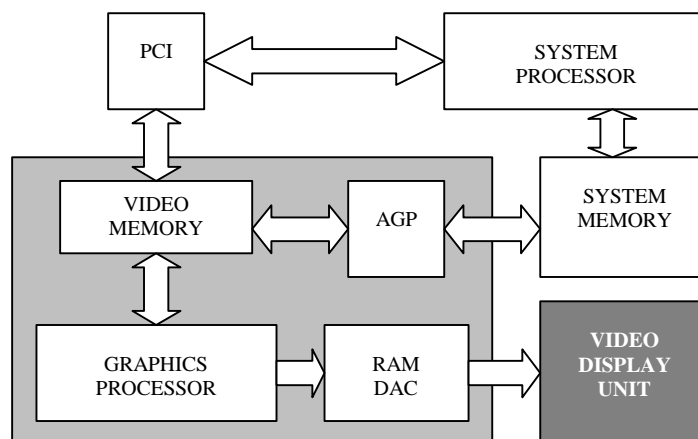 PCI
SYSTEM
PROCESSOR
VIDEO
MEMORY
AGP
SYSTEM
MEMORY
GRAPHICS
PROCESSOR
RAM
DAC
VIDEO
DISPLAY
UNIT